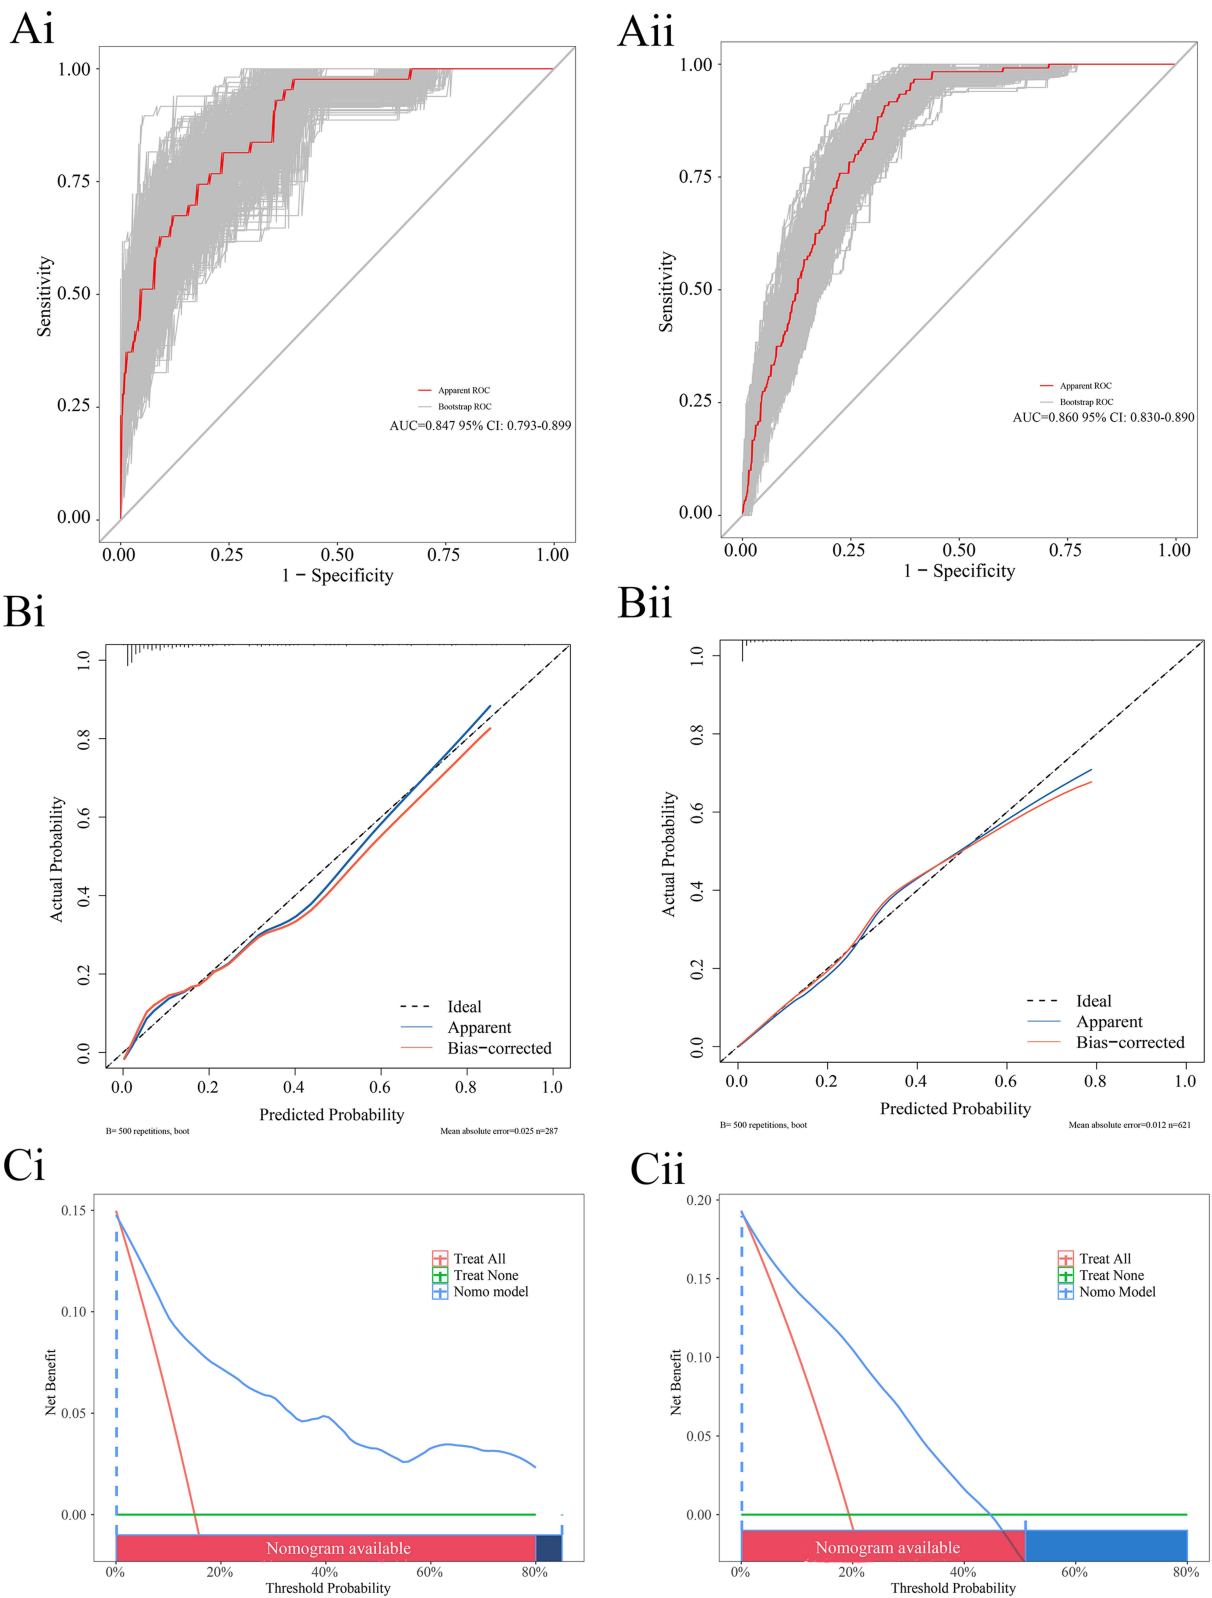 Ai
1.00
0.75
0.50
0.25
0.00
Sensitivity
Apparent ROC
Bootstrap ROC
AUC=0.847 95% CI: 0.793-0.899
0.00 0.25 0.50 0.75 1.00
1 − Specificity
Aii
1.00
0.75
0.50
0.25
0.00
Sensitivity
Apparent ROC
Bootstrap ROC
AUC=0.860 95% CI: 0.830-0.890
0.00 0.25 0.50 0.75 1.00
1 − Specificity
Bi
1.0
0.8
0.6
0.4
0.2
0.0
Actual Probability
Ideal
Apparent
Bias−corrected
0.0 0.2 0.4 0.6 0.8 1.0
Predicted Probability
B= 500 repetitions, boot
Mean absolute error=0.025 n=287
Bii
1.0
0.8
0.6
0.4
0.2
0.0
Actual Probability
Ideal
Apparent
Bias−corrected
0.0 0.2 0.4 0.6 0.8 1.0
Predicted Probability
B= 500 repetitions, boot
Mean absolute error=0.012 n=621
Ci
0.15
0.10
0.05
0.00
Net Benefit
Treat All
Treat None
Nomo model
Nomogram available
0% 20% 40% 60% 80%
Threshold Probability
Cii
0.20
0.15
0.10
0.05
0.00
Net Benefit
Treat All
Treat None
Nomo Model
Nomogram available
0% 20% 40% 60% 80%
Threshold Probability